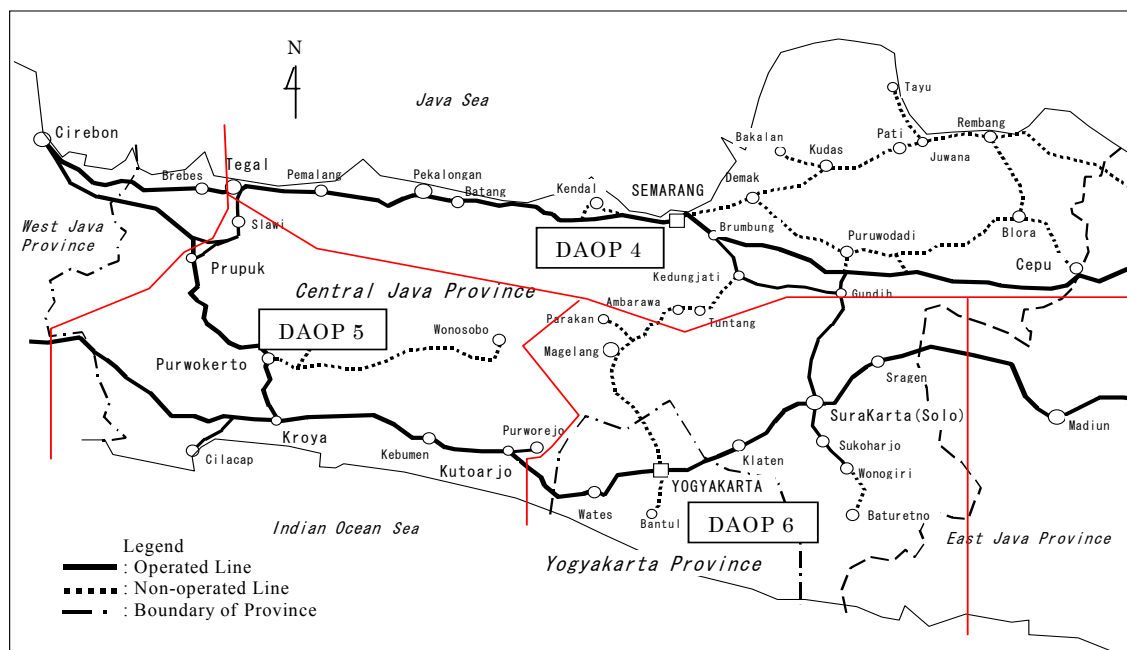 N
Java Sea
Tayu
Cirebon
Rembang
Bakalan
Kudas
Pati
Juwana
Tegal
Brebes
Pemalang
Pekalongan
Batang
Kendal
SEMARANG
Demak
West Java
Province
Slawi
Brumbung
Puruwodadi
Blora
DAOP 4
Prupuk
Kedungjati
Cepu
Central Java Province
Gundih
Ambarawa
Tuntang
Parakan
DAOP 5
Wonosobo
Magelang
Purwokerto
Sragen
SuraKarta(Solo)
Madiun
Kroya
Purworejo
Sukoharjo
Cilacap
Kebumen
Kutoarjo
Klaten
Wonogiri
YOGYAKARTA
Wates
Bantul
DAOP 6
Baturetno
Indian Ocean Sea
East Java Province
Yogyakarta Province
Legend
: Operated Line
: Non-operated Line
: Boundary of Province